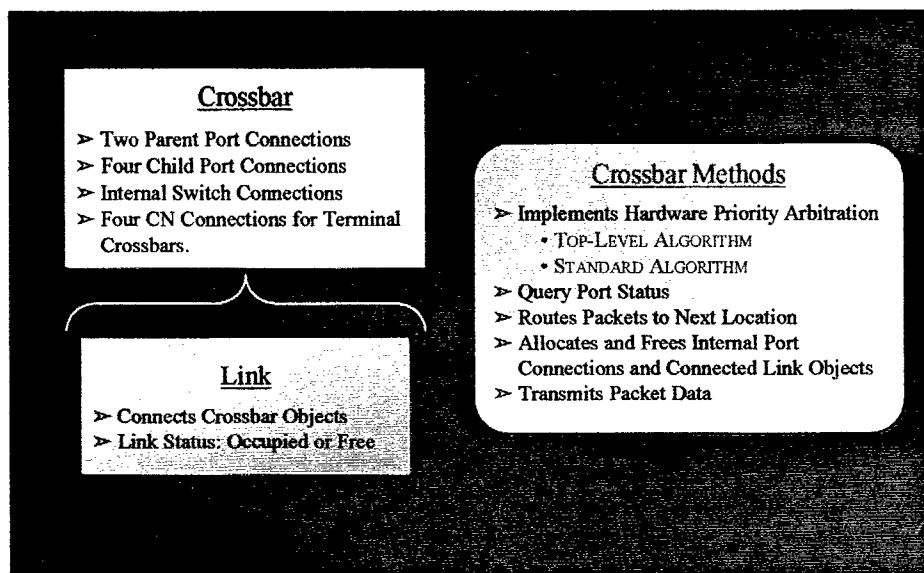 Crossbar
➢ Two Parent Port Connections
➢ Four Child Port Connections
➢ Internal Switch Connections
➢ Four CN Connections for Terminal
Crossbars.
Link
➢ Connects Crossbar Objects
➢ Link Status: Occupied or Free
Crossbar Methods
➢ Implements Hardware Priority Arbitration
• TOP-LEVEL ALGORITHM
• STANDARD ALGORITHM
➢ Query Port Status
➢ Routes Packets to Next Location
➢ Allocates and Frees Internal Port
Connections and Connected Link Objects
➢ Transmits Packet Data